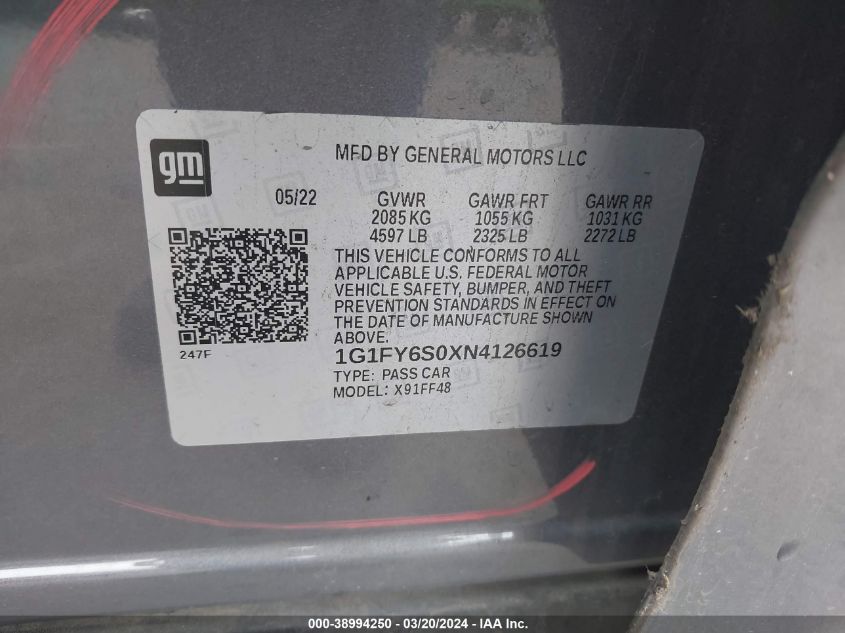 gm
MFD BY GENERAL MOTORS LLC
05/22
GVWR GAWR FRT GAWR RR
2085 KG 1055 KG 1031 KG
4597 LB 2325 LB 2272 LB
THIS VEHICLE CONFORMS TO ALL
APPLICABLE U.S. FEDERAL MOTOR
VEHICLE SAFETY, BUMPER, AND THEFT
PREVENTION STANDARDS IN EFFECT ON
THE DATE OF MANUFACTURE SHOWN
ABOVE.
247F
1G1FY6S0XN4126619
TYPE: PASS CAR
MODEL: X91FF48
000-38994250 - 03/20/2024 - IAA Inc.